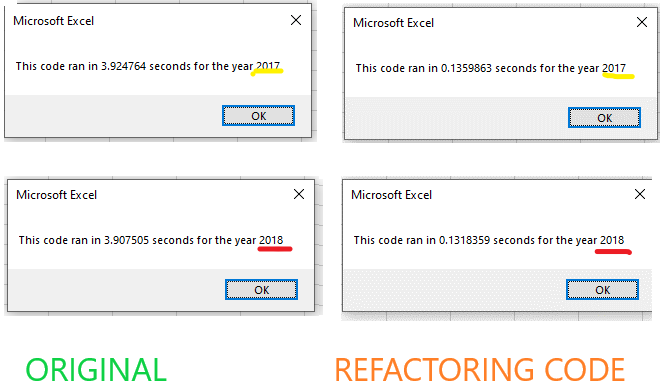 Microsoft Excel
This code ran in 3.924764 seconds for the year 2017
OK
Microsoft Excel
This code ran in 0.1359863 seconds for the year 2017
OK
Microsoft Excel
This code ran in 3.907505 seconds for the year 2018
OK
Microsoft Excel
This code ran in 0.1318359 seconds for the year 2018
OK
ORIGINAL
REFACTORING CODE